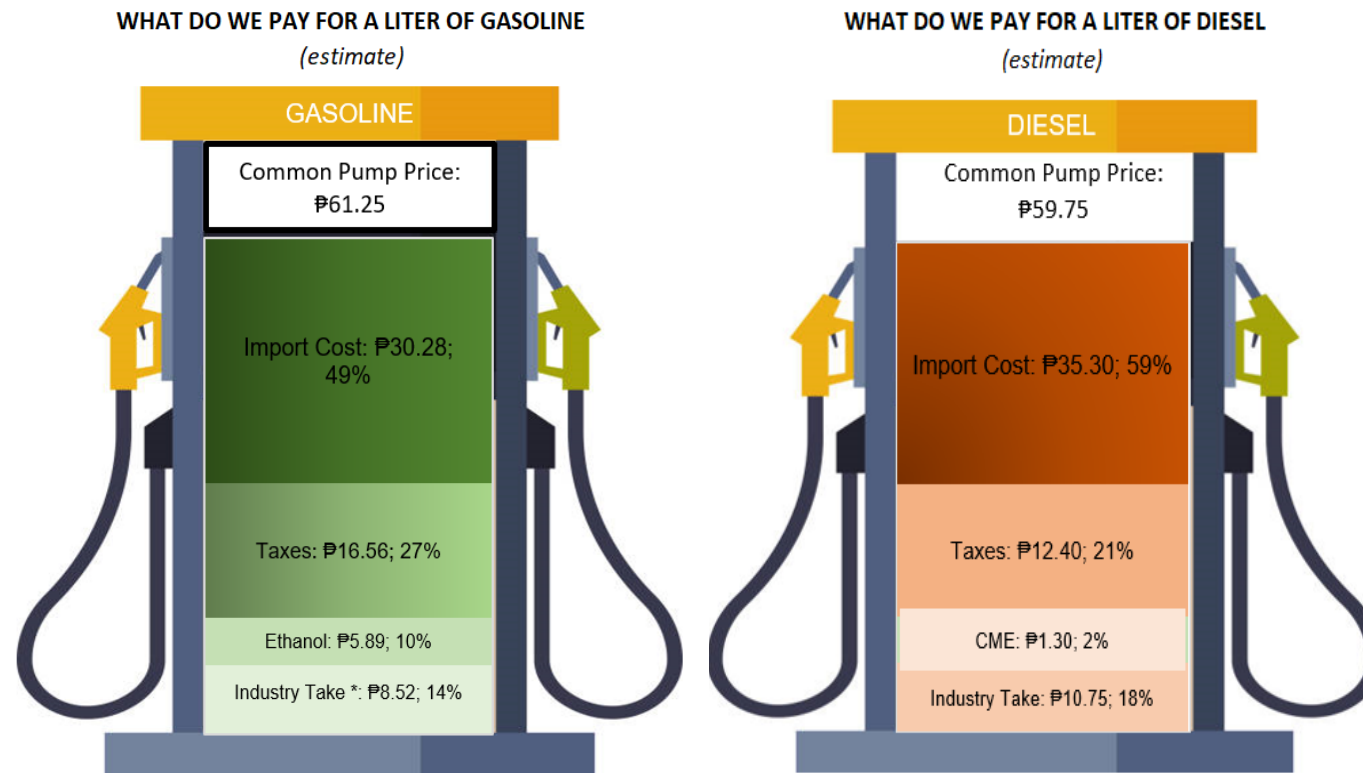 WHAT DO WE PAY FOR A LITER OF GASOLINE
(estimate)
GASOLINE
Common Pump Price:
₱61.25
Import Cost: ₱30.28;
49%
Taxes: ₱16.56; 27%
Ethanol: ₱5.89; 10%
Industry Take *: ₱8.52; 14%
WHAT DO WE PAY FOR A LITER OF DIESEL
(estimate)
DIESEL
Common Pump Price:
₱59.75
Import Cost: ₱35.30; 59%
Taxes: ₱12.40; 21%
CME: ₱1.30; 2%
Industry Take: ₱10.75; 18%